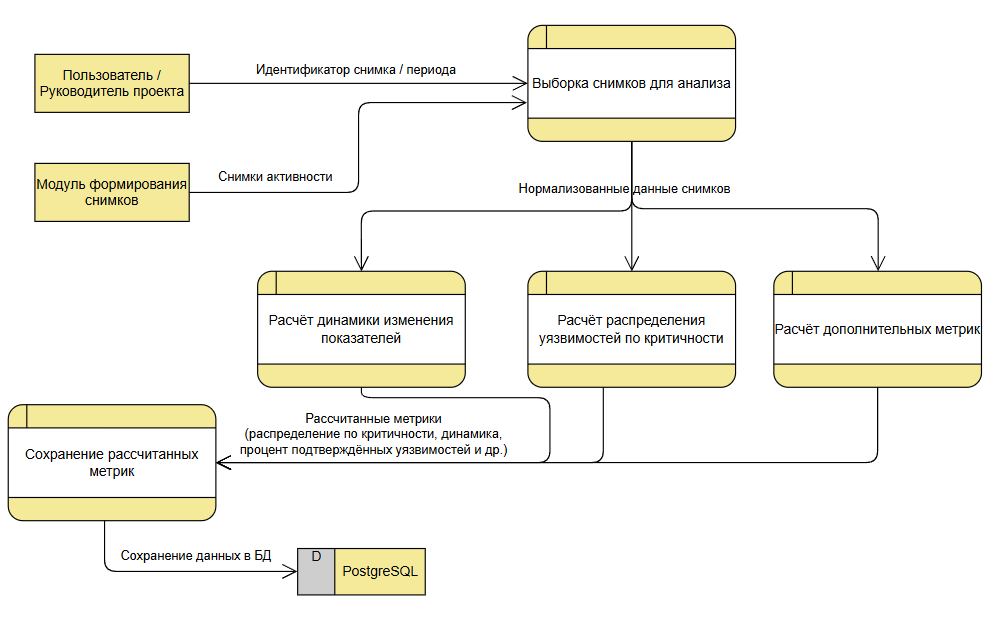 Пользователь /
Руководитель проекта
Идентификатор снимка / периода
Выборка снимков для анализа
Модуль формирования
снимков
Снимки активности
Нормализованные данные снимков
Расчёт динамики изменения
показателей
Расчёт распределения
уязвимостей по критичности
Расчёт дополнительных метрик
Рассчитанные метрики
(распределение по критичности, динамика,
процент подтверждённых уязвимостей и др.)
Сохранение рассчитанных
метрик
Сохранение данных в БД
D
PostgreSQL